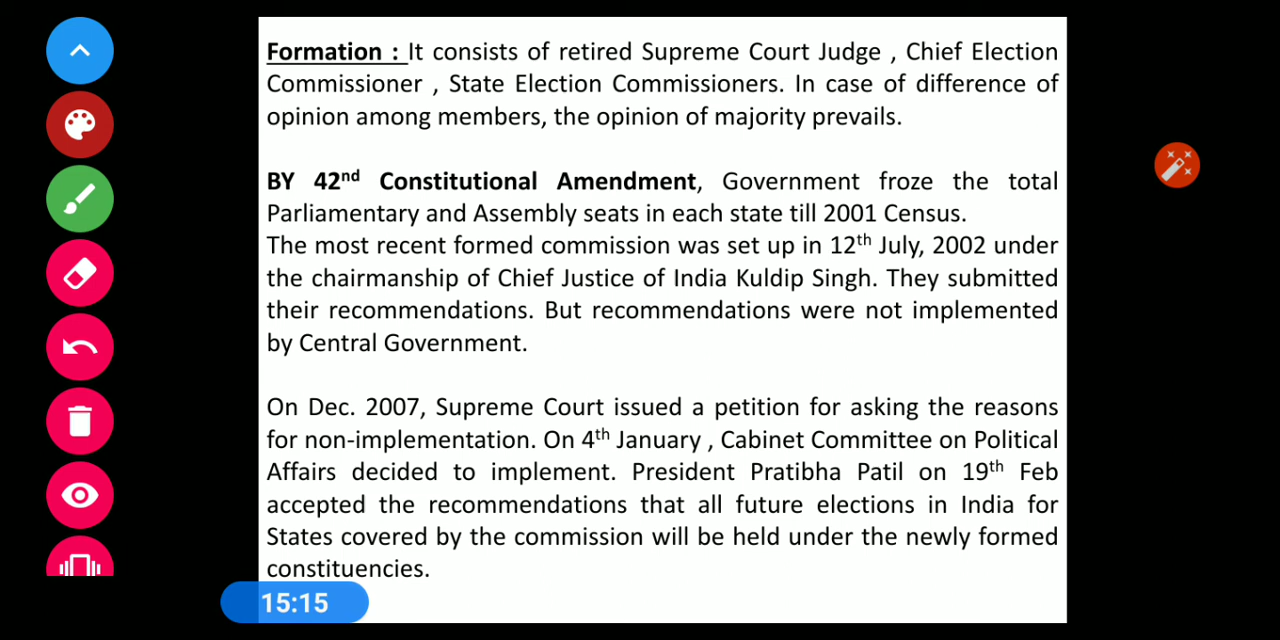 Formation : It consists of retired Supreme Court Judge , Chief Election
Commissioner , State Election Commissioners. In case of difference of
opinion among members, the opinion of majority prevails.
BY 42nd Constitutional Amendment, Government froze the total
Parliamentary and Assembly seats in each state till 2001 Census.
The most recent formed commission was set up in 12th July, 2002 under
the chairmanship of Chief Justice of India Kuldip Singh. They submitted
their recommendations. But recommendations were not implemented
by Central Government.
On Dec. 2007, Supreme Court issued a petition for asking the reasons
for non-implementation. On 4th January , Cabinet Committee on Political
Affairs decided to implement. President Pratibha Patil on 19th Feb
accepted the recommendations that all future elections in India for
States covered by the commission will be held under the newly formed
constituencies.
15:15